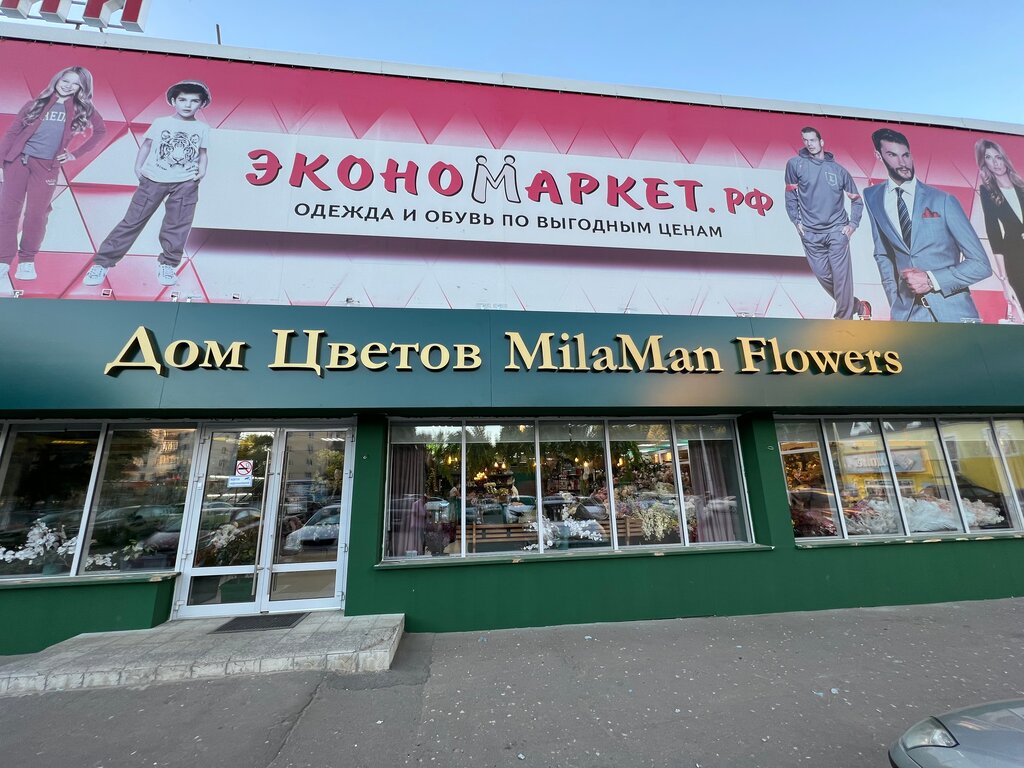 ЭКОНОМАРКЕТ.РФ
ОДЕЖДА И ОБУВЬ ПО ВЫГОДНЫМ ЦЕНАМ
Дом Цветов MilaMan Flowers